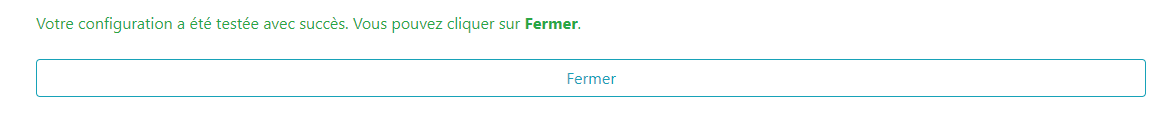 Votre configuration a été testée avec succès. Vous pouvez cliquer sur Fermer.
Fermer